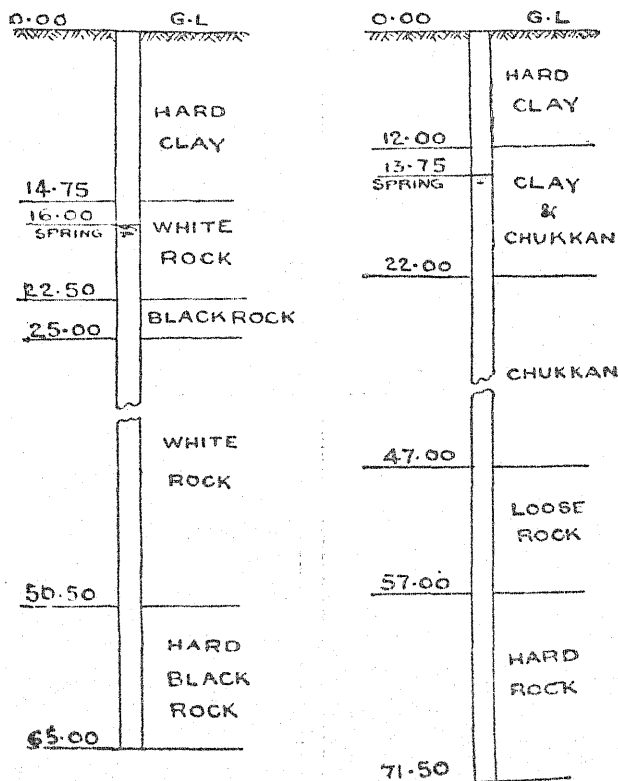 0.00 G.L
HARD
CLAY
14.75
16.00
SPRING
WHITE
ROCK
22.50
BLACK ROCK
25.00
WHITE
ROCK
50.50
HARD
BLACK
ROCK
65.00
0.00 G.L
HARD
CLAY
12.00
13.75
SPRING
CLAY
&
CHUKKAN
22.00
CHUKKAN
47.00
LOOSE
ROCK
57.00
HARD
ROCK
71.50